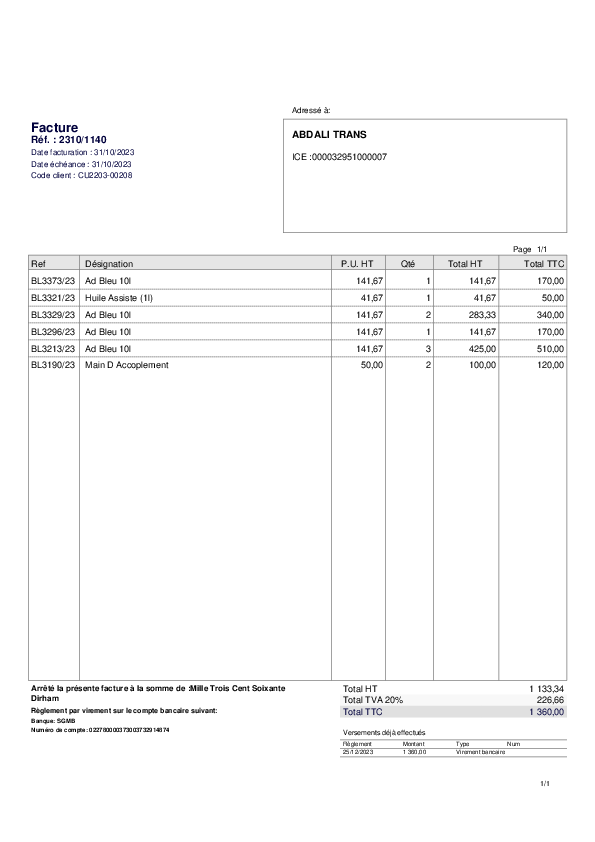 Adressé à:
Facture
Réf. : 2310/1140
Date facturation : 31/10/2023
Date échéance : 31/10/2023
Code client : CU2203-00208
ABDALI TRANS
ICE :000032951000007
Page 1/1
Ref Désignation P.U. HT Qté Total HT Total TTC
BL3373/23 Ad Bleu 10l 141,67 1 141,67 170,00
BL3321/23 Huile Assiste (1l) 41,67 1 41,67 50,00
BL3329/23 Ad Bleu 10l 141,67 2 283,33 340,00
BL3296/23 Ad Bleu 10l 141,67 1 141,67 170,00
BL3213/23 Ad Bleu 10l 141,67 3 425,00 510,00
BL3190/23 Main D Accoplement 50,00 2 100,00 120,00
Arrêté la présente facture à la somme de :Mille Trois Cent Soixante
Dirham
Règlement par virement sur le compte bancaire suivant:
Banque: SGMB
Numéro de compte: 022780000373003732914874
Total HT 1 133,34
Total TVA 20% 226,66
Total TTC 1 360,00
Versements déjà effectués
Règlement Montant Type Num
25/12/2023 1 360,00 Virement bancaire
1/1